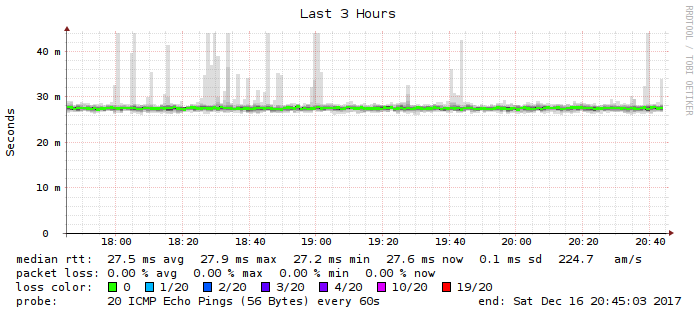 Last 3 Hours
RRDTOOL / TOBI OETIKER
Seconds
40 m
30 m
20 m
10 m
0
18:00 18:20 18:40 19:00 19:20 19:40 20:00 20:20 20:40
median rtt: 27.5 ms avg 27.9 ms max 27.2 ms min 27.6 ms now 0.1 ms sd 224.7 am/s
packet loss: 0.00 % avg 0.00 % max 0.00 % min 0.00 % now
loss color: 0 1/20 2/20 3/20 4/20 10/20 19/20
probe: 20 ICMP Echo Pings (56 Bytes) every 60s end: Sat Dec 16 20:45:03 2017